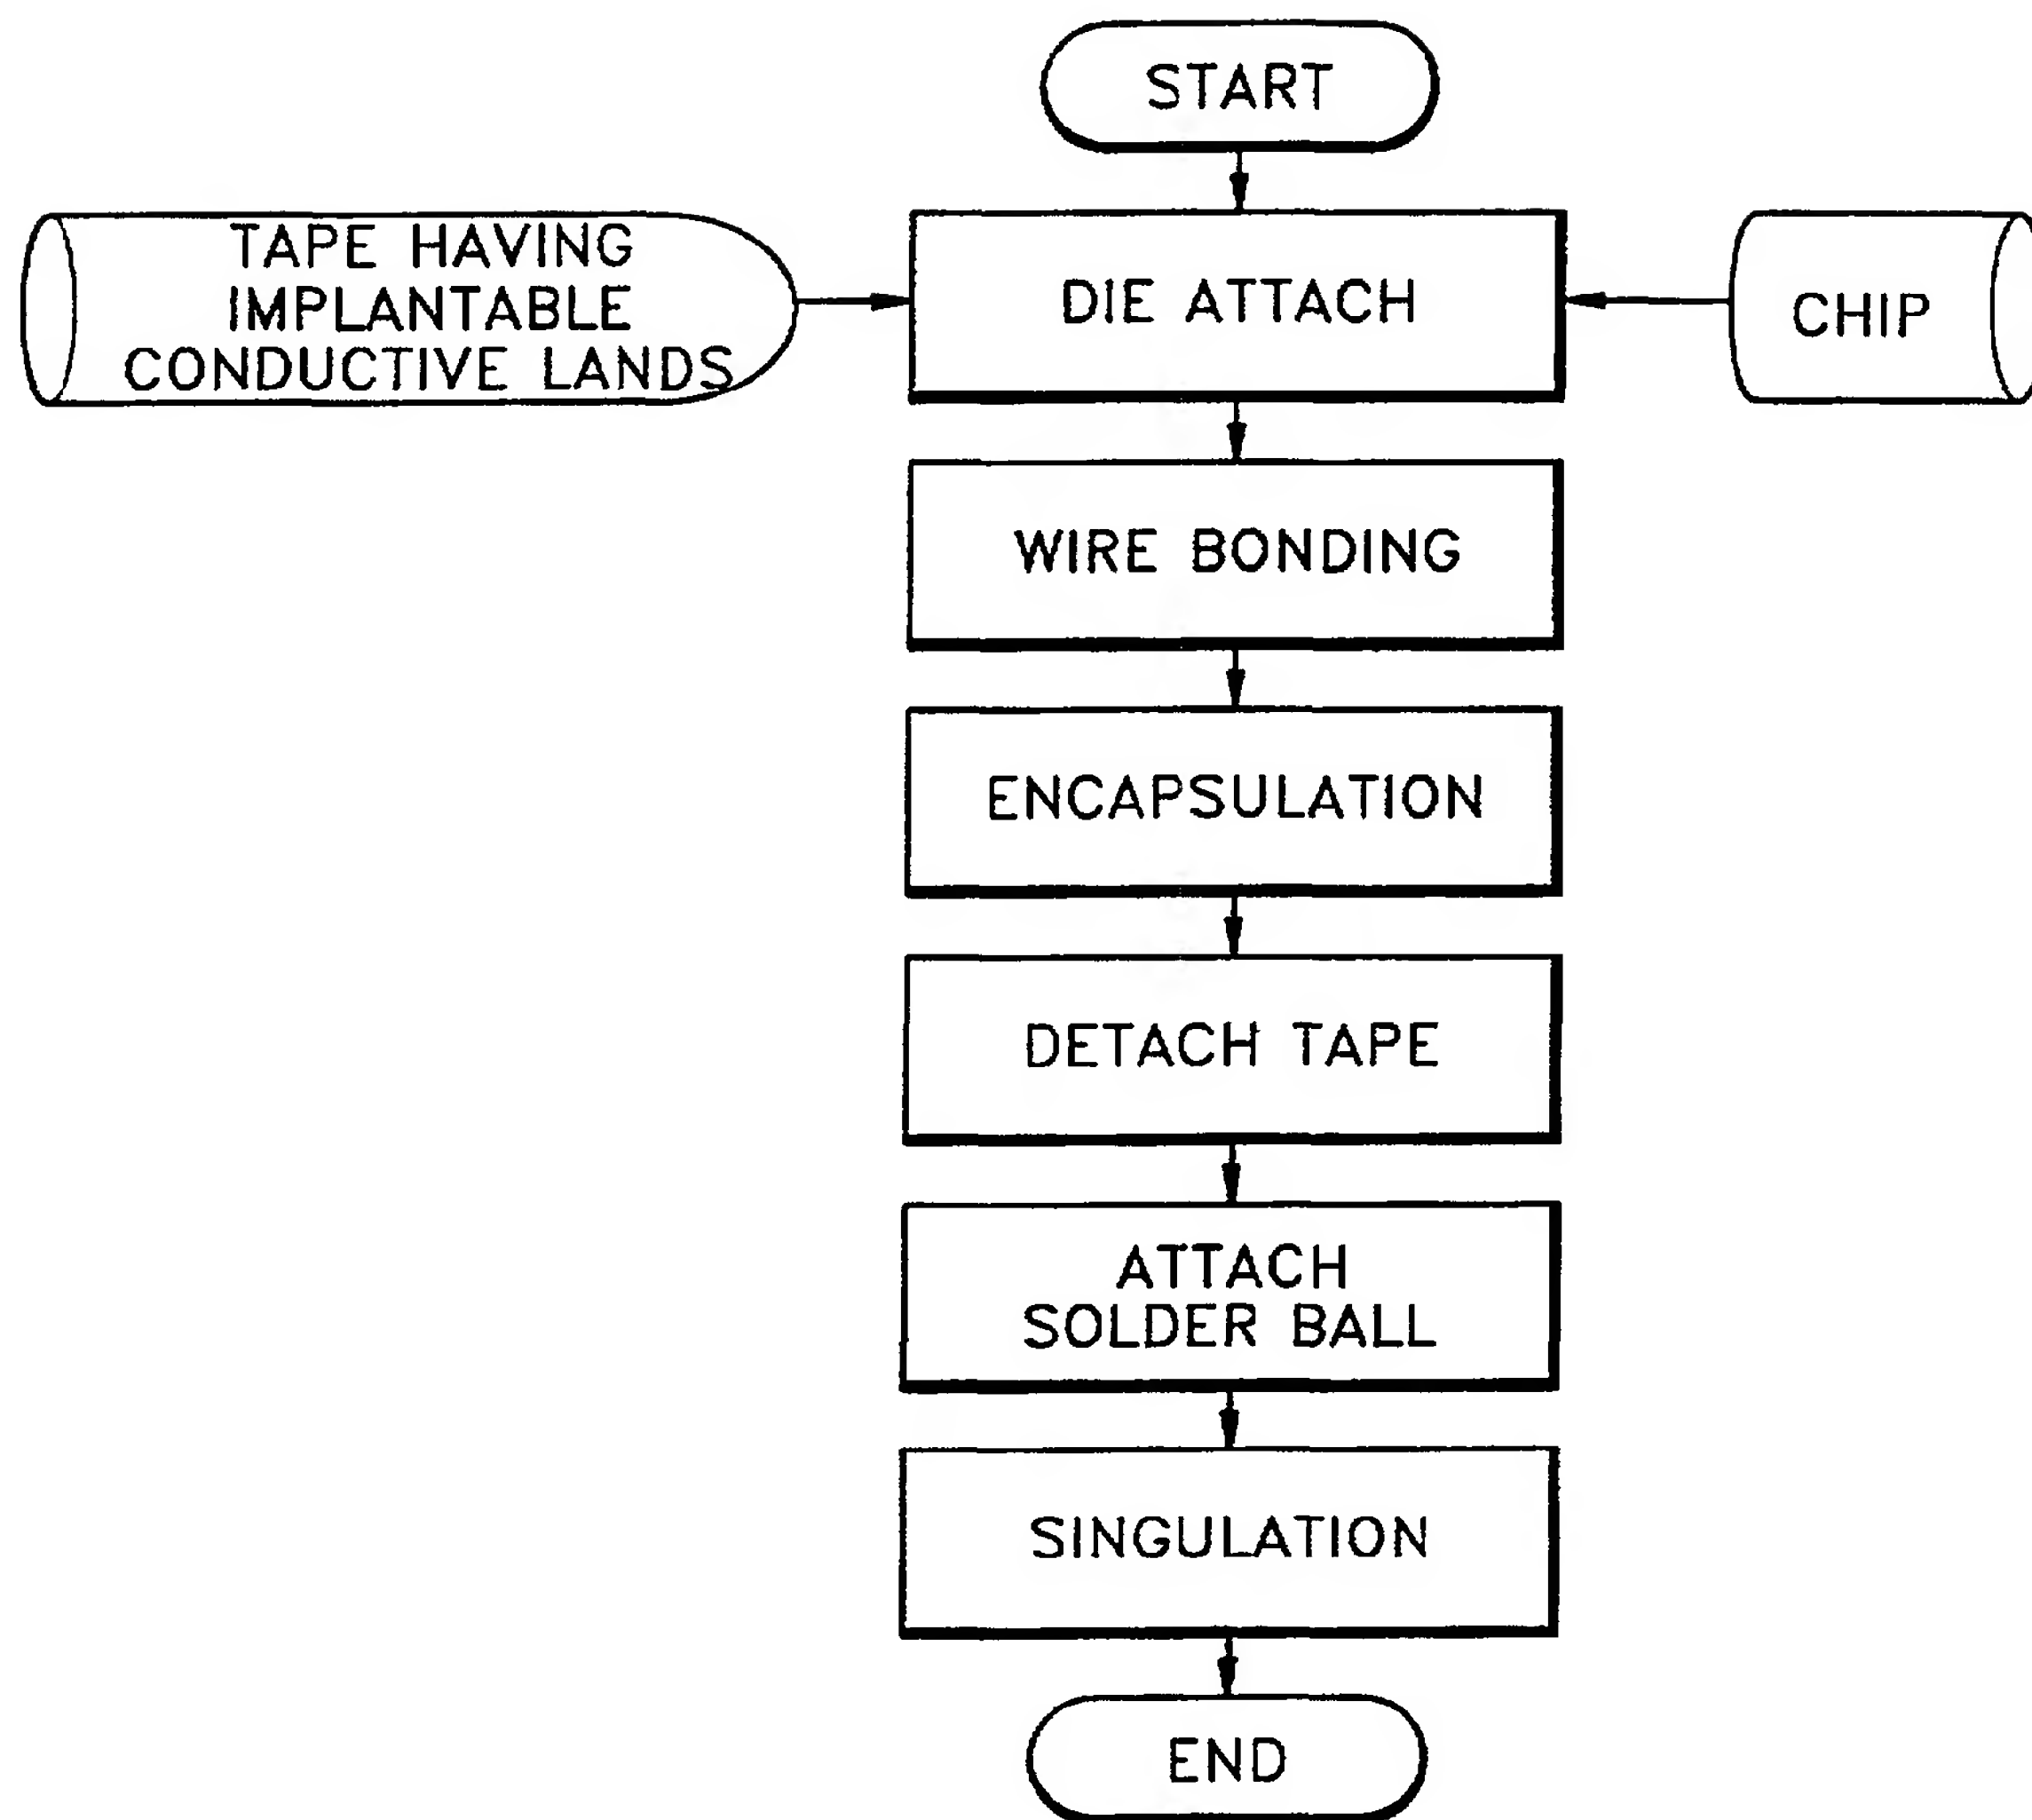 START
TAPE HAVING
IMPLANTABLE
CONDUCTIVE LANDS
DIE ATTACH
CHIP
WIRE BONDING
ENCAPSULATION
DETACH TAPE
ATTACH
SOLDER BALL
SINGULATION
END